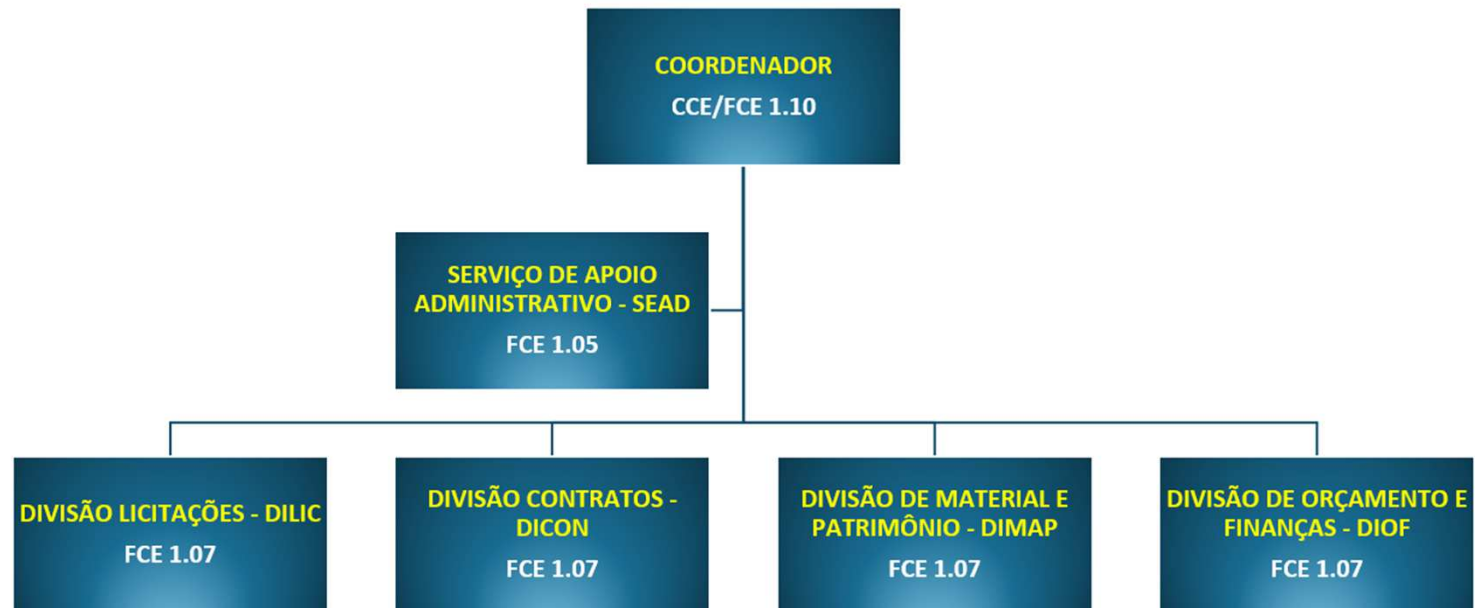 COORDENADOR
CCE/FCE 1.10
SERVIÇO DE APOIO
ADMINISTRATIVO - SEAD
FCE 1.05
DIVISÃO LICITAÇÕES - DILIC
FCE 1.07
DIVISÃO CONTRATOS -
DICON
FCE 1.07
DIVISÃO DE MATERIAL E
PATRIMÔNIO - DIMAP
FCE 1.07
DIVISÃO DE ORÇAMENTO E
FINANÇAS - DIOF
FCE 1.07